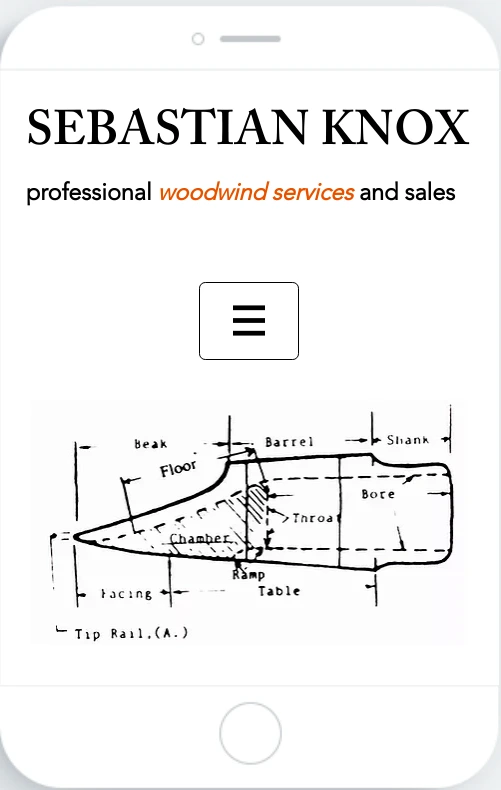 SEBASTIAN KNOX
professional woodwind services and sales
Beak Barrel Shank
Floor
Bore
Throat
Chamber
Ramp
Facing Table
Tip Rail.(A.)